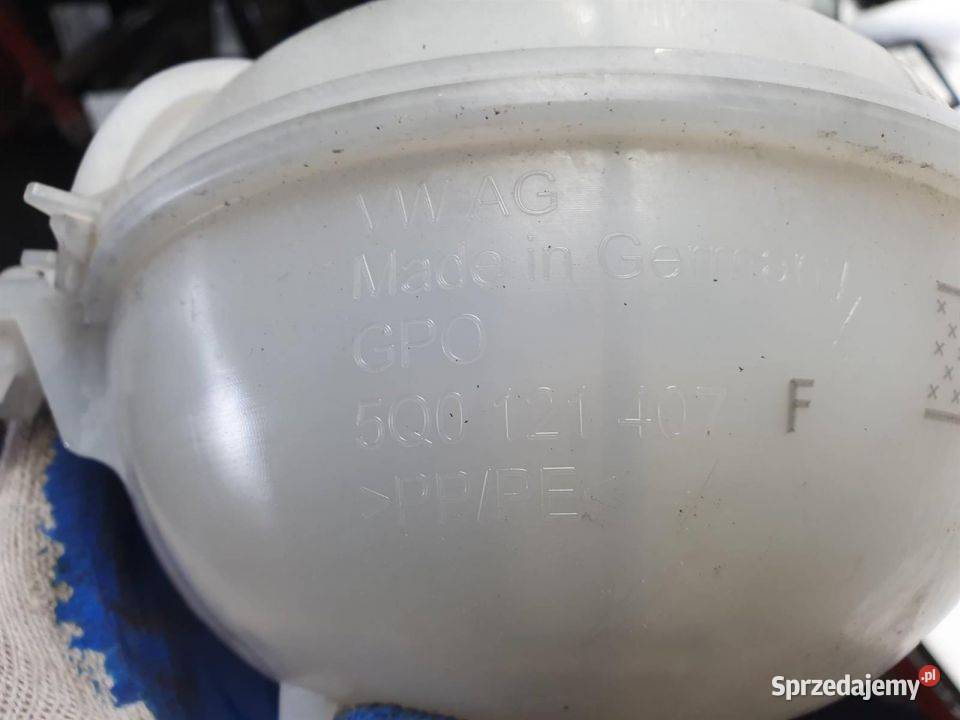 VW AG
Made in Germany
GPO
5Q0 121 407 F
>PP/PE<
Sprzedajemy.pl